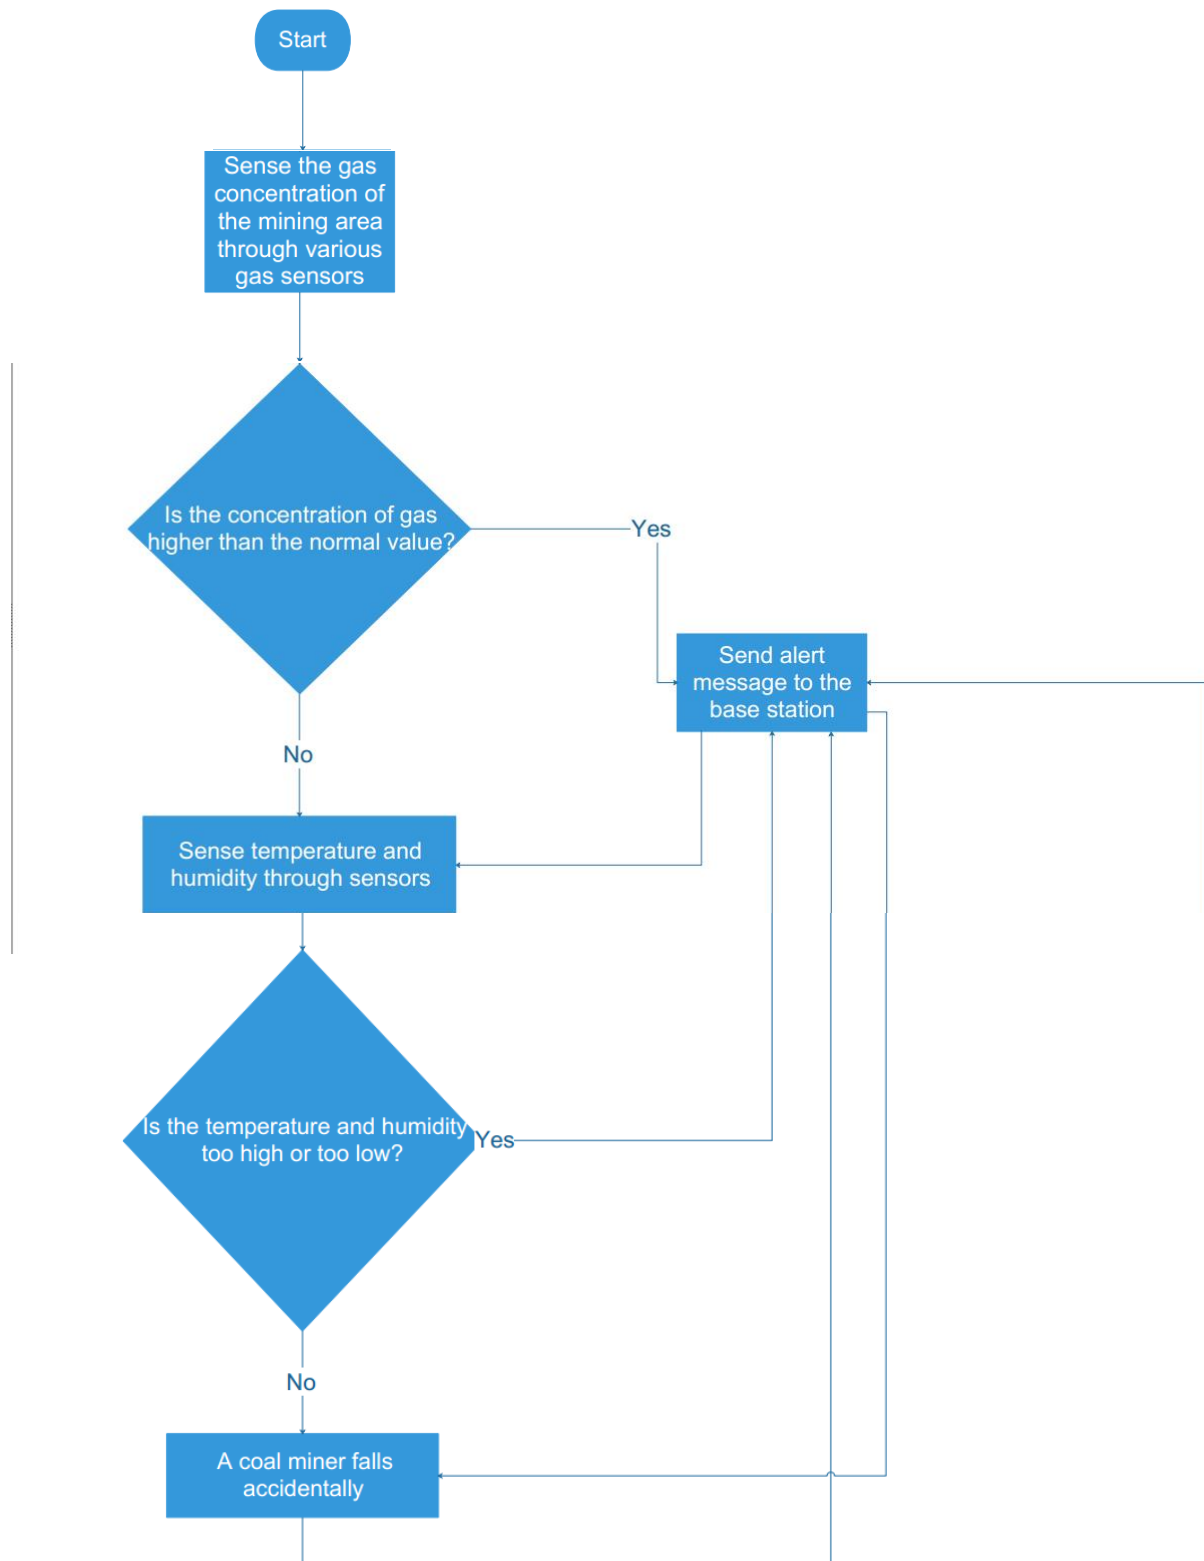 Start
Sense the gas
concentration of
the mining area
through various
gas sensors
Is the concentration of gas
higher than the normal value?
Yes
Send alert
message to the
base station
No
Sense temperature and
humidity through sensors
Is the temperature and humidity
too high or too low?
Yes
No
A coal miner falls
accidentally